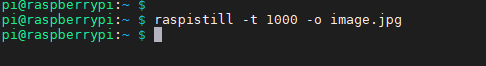 pi@raspberrypi:~ $
pi@raspberrypi:~ $ raspistill -t 1000 -o image.jpg
pi@raspberrypi:~ $